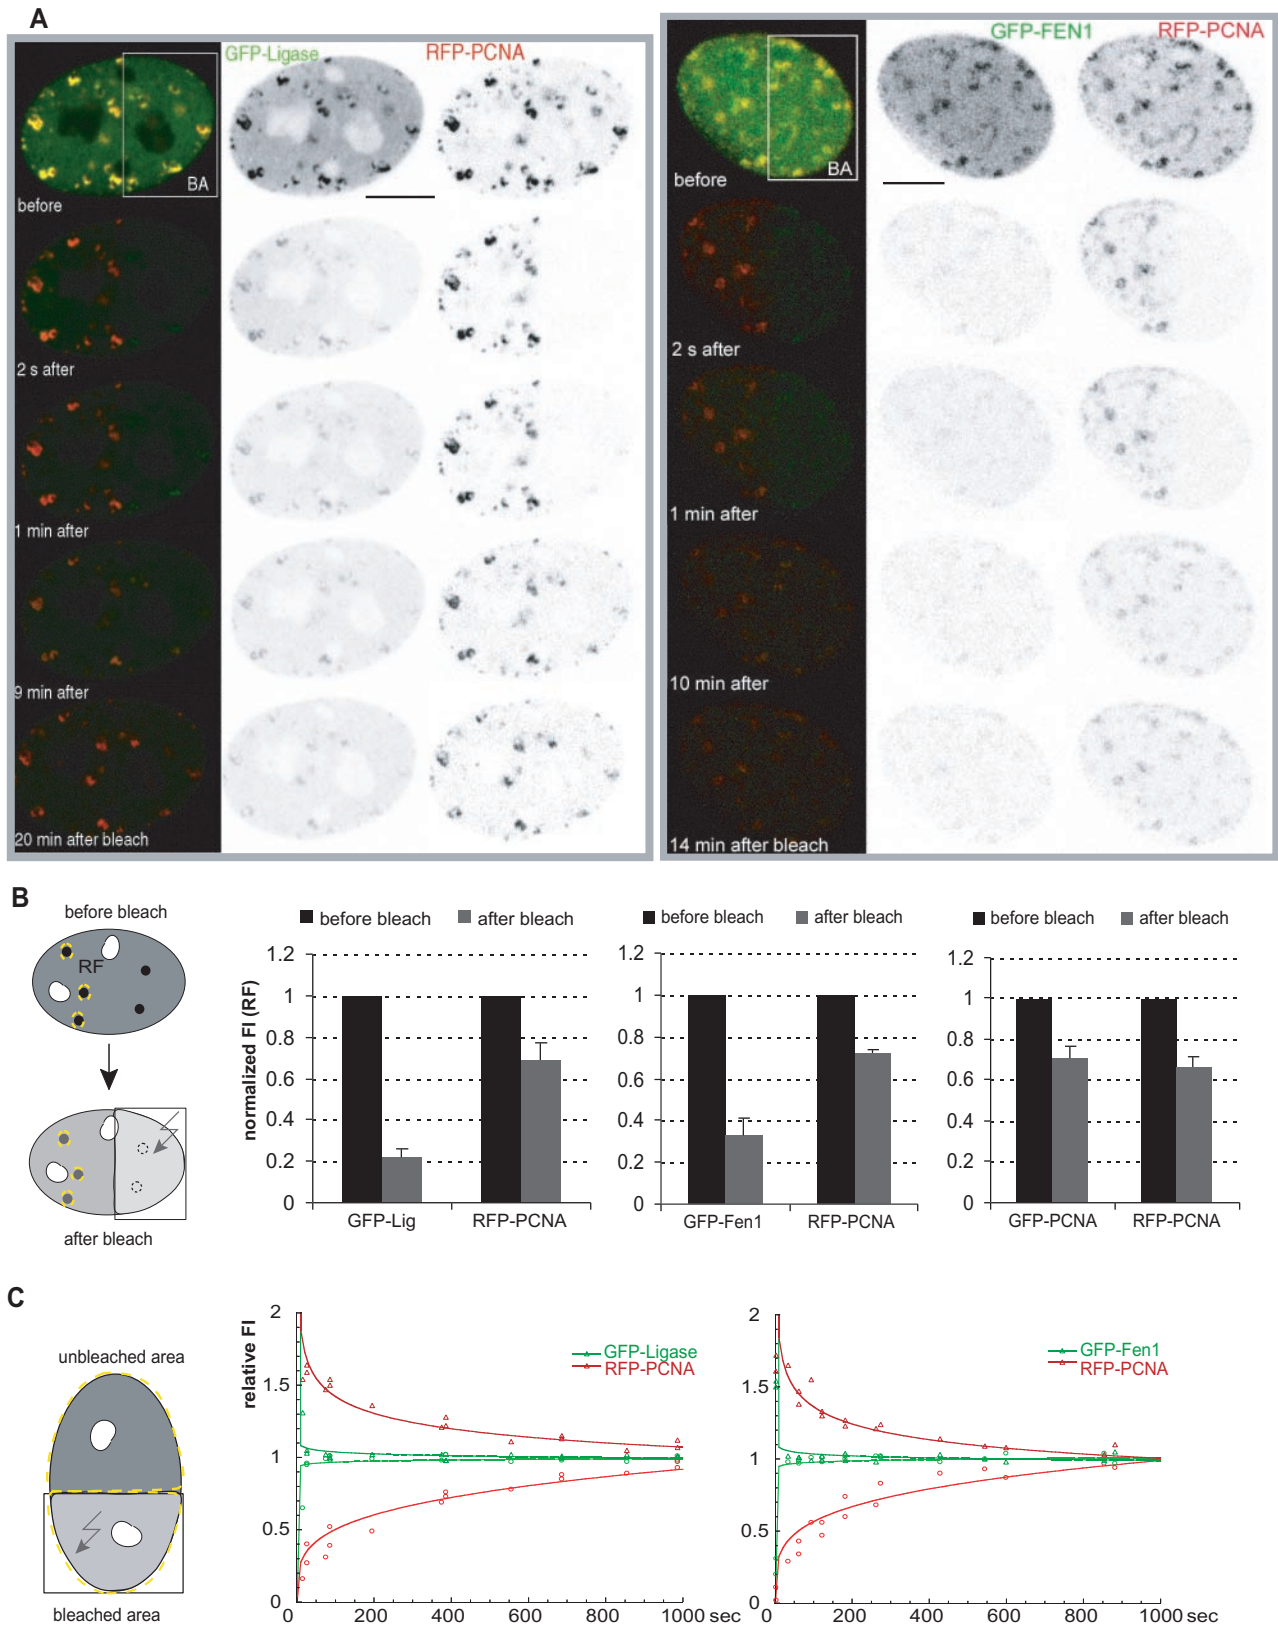 A
GFP-Ligase
RFP-PCNA
BA
before
2 s after
1 min after
9 min after
20 min after bleach
GFP-FEN1
RFP-PCNA
BA
before
2 s after
1 min after
10 min after
14 min after bleach
B
before bleach
RF
after bleach
before bleach after bleach
normalized FI (RF)
1.2
1
0.8
0.6
0.4
0.2
0
GFP-Lig RFP-PCNA
before bleach after bleach
1.2
1
0.8
0.6
0.4
0.2
0
GFP-Fen1 RFP-PCNA
before bleach after bleach
1.2
1
0.8
0.6
0.4
0.2
0
GFP-PCNA RFP-PCNA
C
unbleached area
bleached area
relative FI
2
1.5
1
0.5
0
GFP-Ligase
RFP-PCNA
0 200 400 600 800 1000 sec
2
1.5
1
0.5
0
GFP-Fen1
RFP-PCNA
0 200 400 600 800 1000 sec